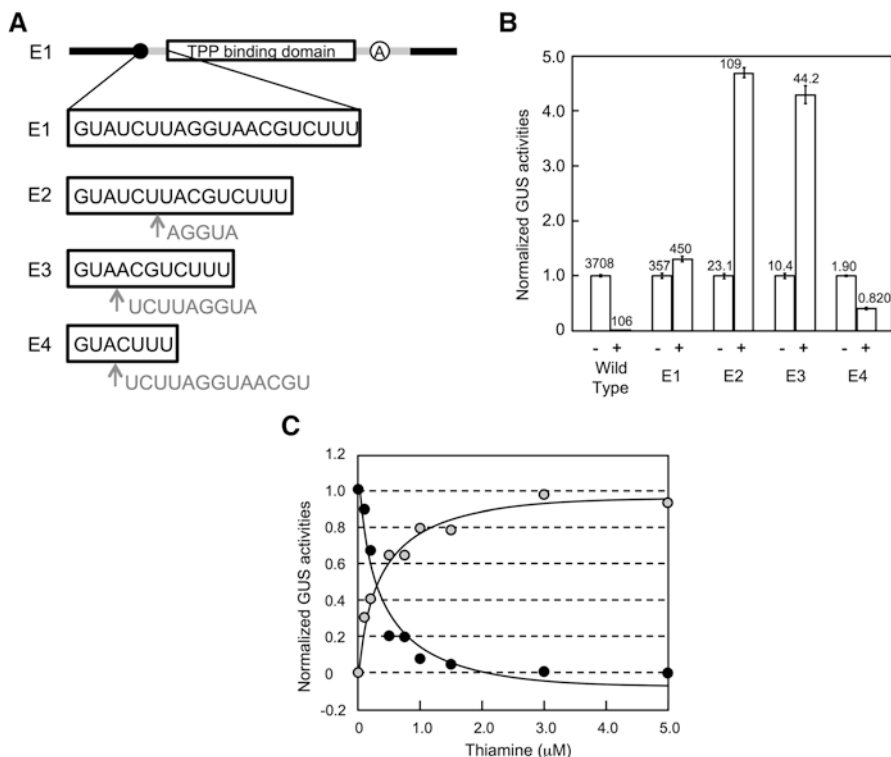 A
E1 TPP binding domain A
E1 GUAUCUUAGGUAACGUCUUU
E2 GUAUCUUACGUCUUU
AGGUA
E3 GUAACGUCUUU
UCUUAGGUA
E4 GUACUUU
UCUUAGGUAACGU
B
Normalized GUS activities
5.0
4.0
3.0
2.0
1.0
0
3708 106 357 450 23.1 109 10.4 44.2 1.90 0.820
- + - + - + - + - +
Wild Type E1 E2 E3 E4
C
Normalized GUS activities
1.2
1.0
0.8
0.6
0.4
0.2
0
-0.2
0 1.0 2.0 3.0 4.0 5.0
Thiamine (μM)